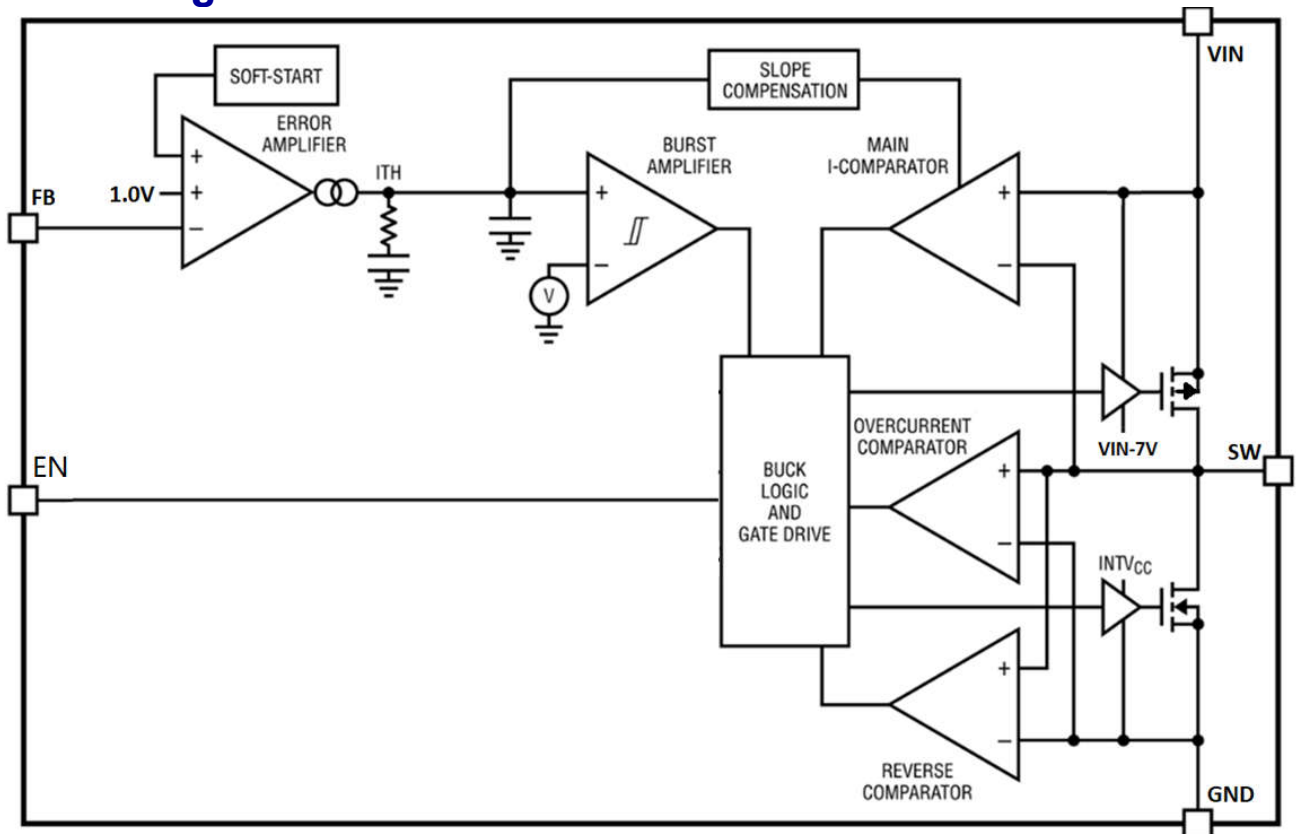 VIN
SOFT-START
SLOPE
COMPENSATION
ERROR
AMPLIFIER
BURST
AMPLIFIER
MAIN
I-COMPARATOR
ITH
FB
1.0V
+
+
−
+
−
V
+
−
VIN-7V
SW
OVERCURRENT
COMPARATOR
EN
BUCK
LOGIC
AND
GATE DRIVE
+
−
INTVCC
+
−
REVERSE
COMPARATOR
GND